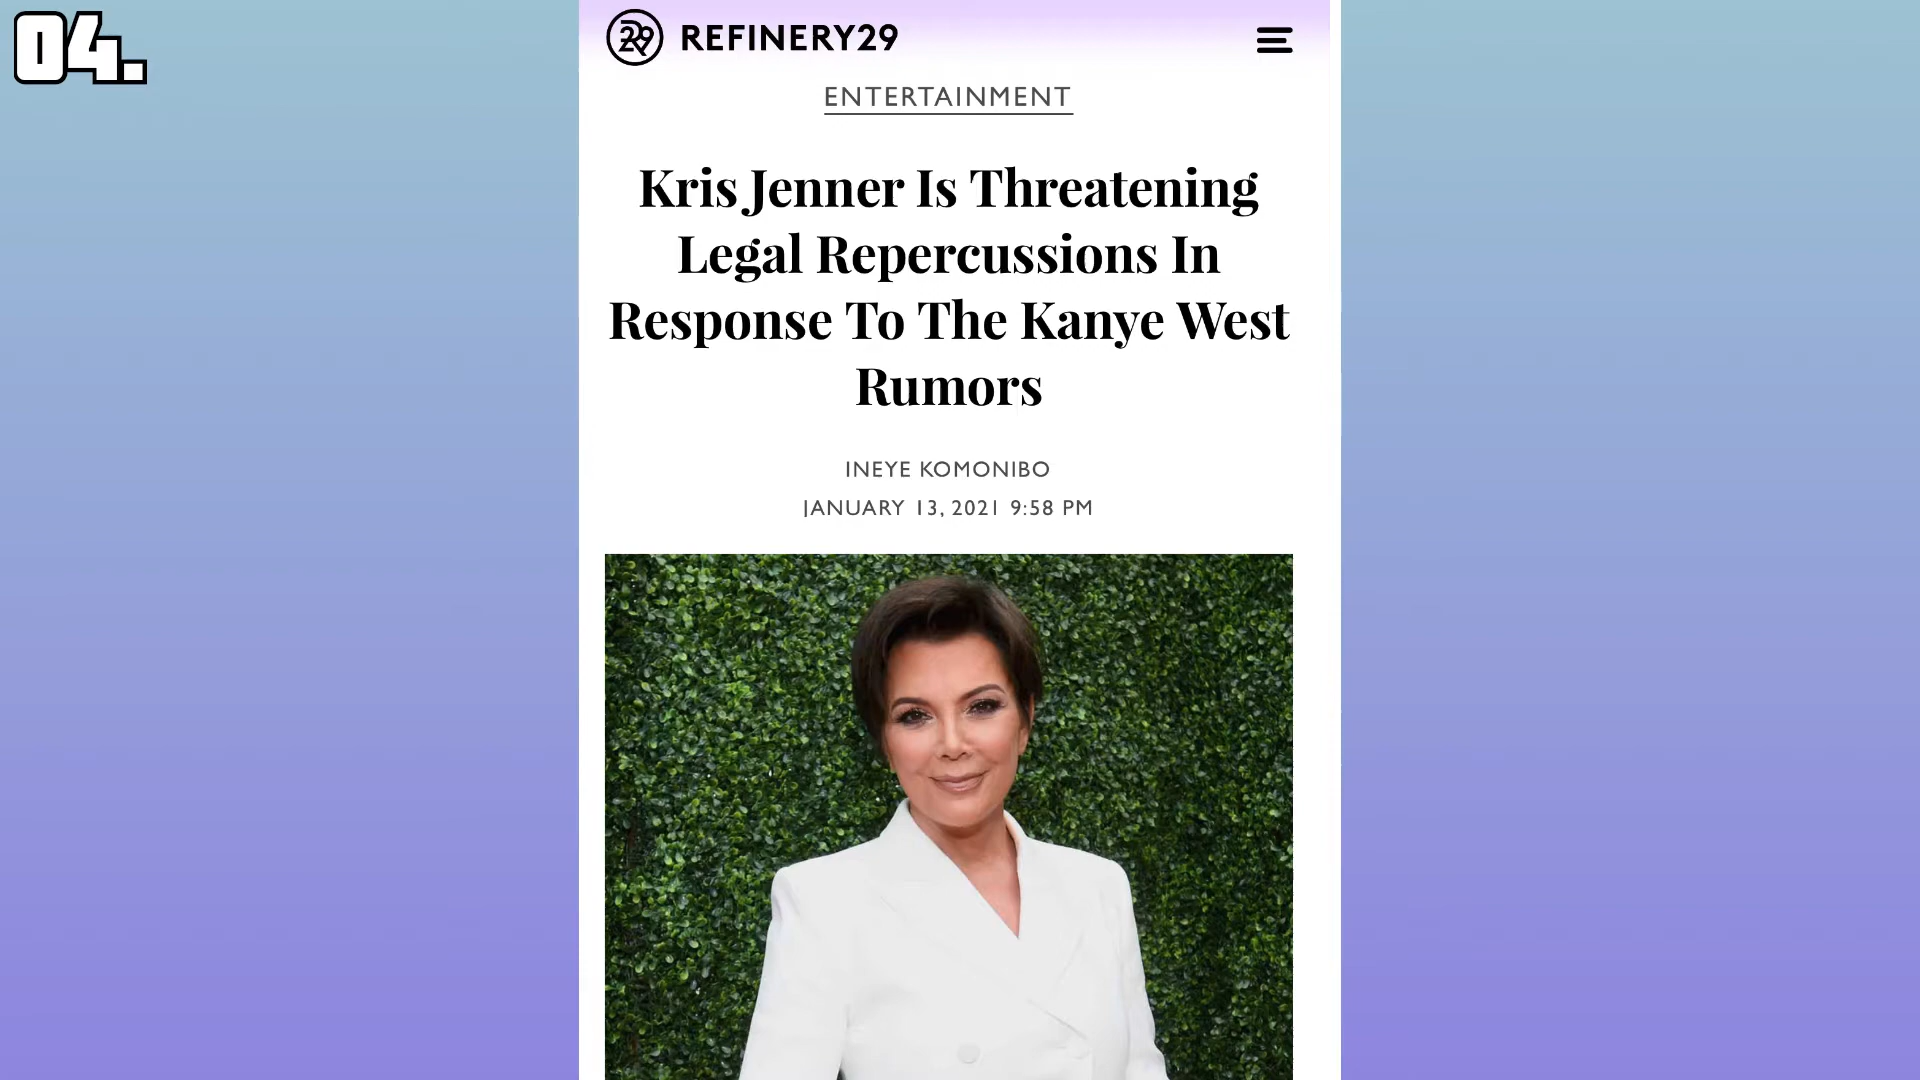 04.
29 REFINERY29
ENTERTAINMENT
Kris Jenner Is Threatening
Legal Repercussions In
Response To The Kanye West
Rumors
INEYE KOMONIBO
JANUARY 13, 2021 9:58 PM